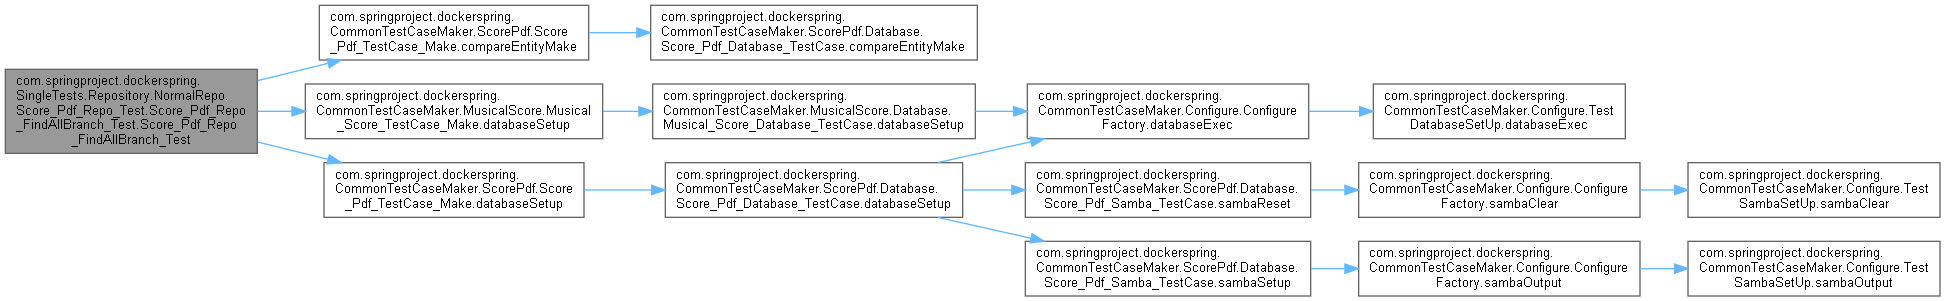 com.springproject.dockerspring.
SingleTests.Repository.NormalRepo.
Score_Pdf_Repo_Test.Score_Pdf_Repo
_FindAllBranch_Test.Score_Pdf_Repo
_FindAllBranch_Test
com.springproject.dockerspring.
CommonTestCaseMaker.ScorePdf.Score
_Pdf_TestCase_Make.compareEntityMake
com.springproject.dockerspring.
CommonTestCaseMaker.ScorePdf.Database.
Score_Pdf_Database_TestCase.compareEntityMake
com.springproject.dockerspring.
CommonTestCaseMaker.MusicalScore.Musical
_Score_TestCase_Make.databaseSetup
com.springproject.dockerspring.
CommonTestCaseMaker.MusicalScore.Database.
Musical_Score_Database_TestCase.databaseSetup
com.springproject.dockerspring.
CommonTestCaseMaker.Configure.Configure
Factory.databaseExec
com.springproject.dockerspring.
CommonTestCaseMaker.Configure.Test
DatabaseSetUp.databaseExec
com.springproject.dockerspring.
CommonTestCaseMaker.ScorePdf.Score
_Pdf_TestCase_Make.databaseSetup
com.springproject.dockerspring.
CommonTestCaseMaker.ScorePdf.Database.
Score_Pdf_Database_TestCase.databaseSetup
com.springproject.dockerspring.
CommonTestCaseMaker.ScorePdf.Database.
Score_Pdf_Samba_TestCase.sambaReset
com.springproject.dockerspring.
CommonTestCaseMaker.Configure.Configure
Factory.sambaClear
com.springproject.dockerspring.
CommonTestCaseMaker.Configure.Test
SambaSetUp.sambaClear
com.springproject.dockerspring.
CommonTestCaseMaker.ScorePdf.Database.
Score_Pdf_Samba_TestCase.sambaSetup
com.springproject.dockerspring.
CommonTestCaseMaker.Configure.Configure
Factory.sambaOutput
com.springproject.dockerspring.
CommonTestCaseMaker.Configure.Test
SambaSetUp.sambaOutput